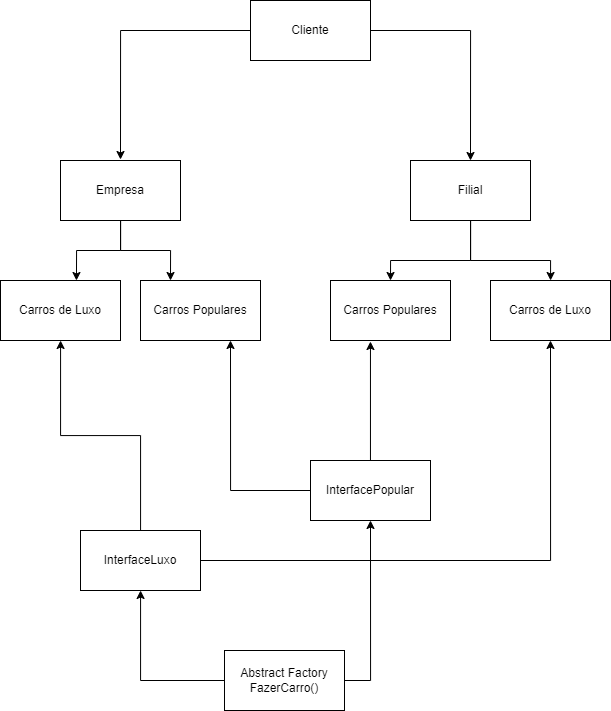 Cliente
Empresa
Filial
Carros de Luxo
Carros Populares
Carros Populares
Carros de Luxo
InterfacePopular
InterfaceLuxo
Abstract Factory
FazerCarro()